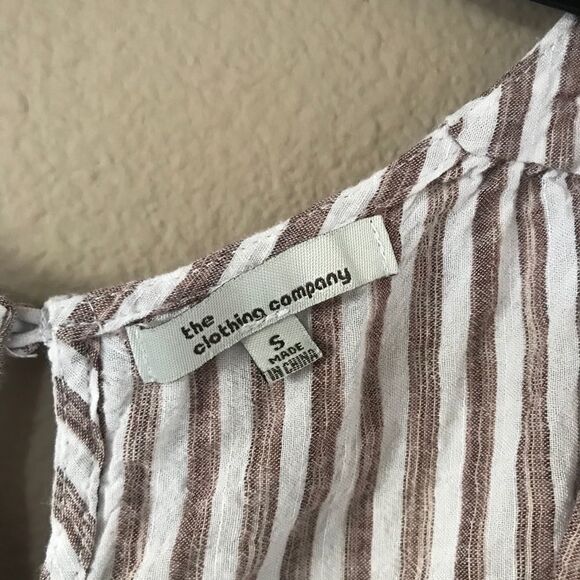 the
clothing company
S
MADE
IN CHINA